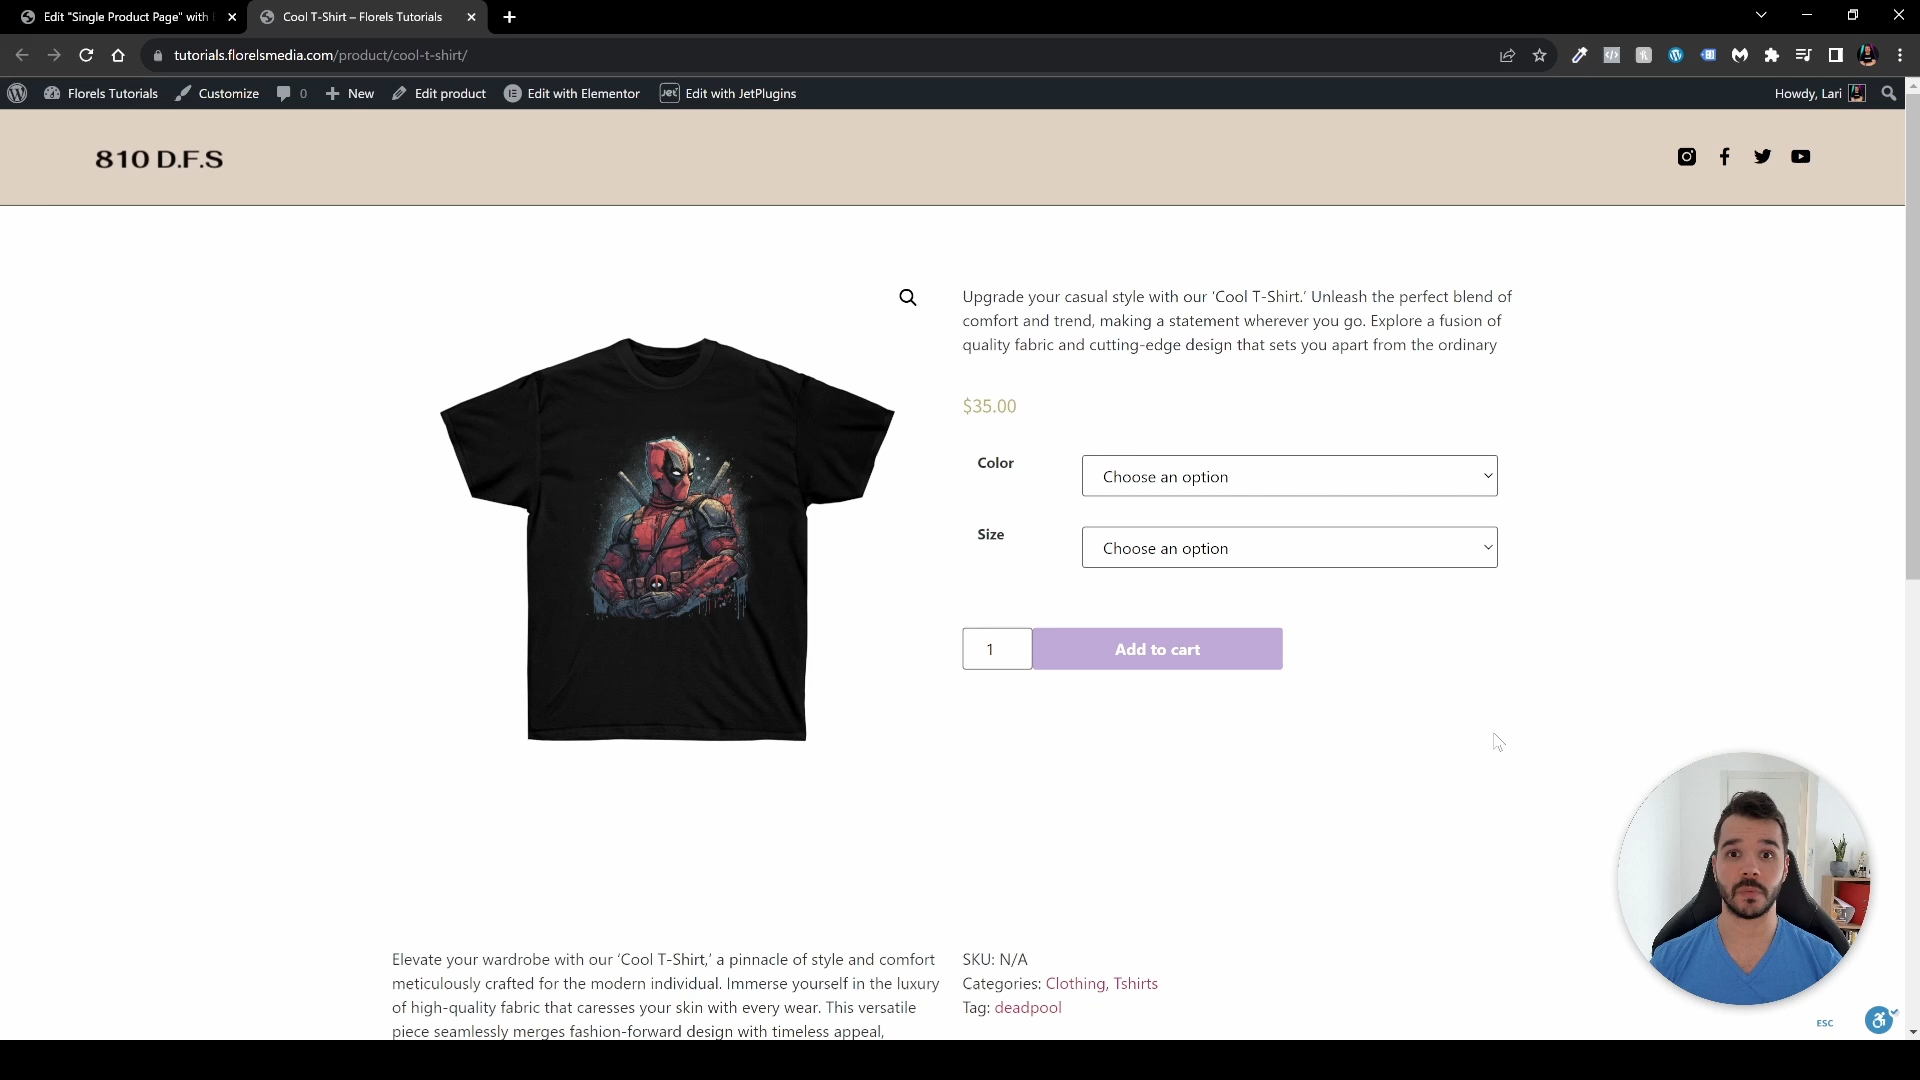 Edit "Single Product Page" with
Cool T-Shirt – Florels Tutorials
tutorials.florelsmedia.com/product/cool-t-shirt/
Florels Tutorials
Customize
0
New
Edit product
Edit with Elementor
Edit with JetPlugins
Howdy, Lari
810 D.F.S
Upgrade your casual style with our ‘Cool T-Shirt.’ Unleash the perfect blend of
comfort and trend, making a statement wherever you go. Explore a fusion of
quality fabric and cutting-edge design that sets you apart from the ordinary
$35.00
Color
Choose an option
Size
Choose an option
1
Add to cart
Elevate your wardrobe with our ‘Cool T-Shirt,’ a pinnacle of style and comfort
meticulously crafted for the modern individual. Immerse yourself in the luxury
of high-quality fabric that caresses your skin with every wear. This versatile
piece seamlessly merges fashion-forward design with timeless appeal,
SKU: N/A
Categories: Clothing, Tshirts
Tag: deadpool
ESC